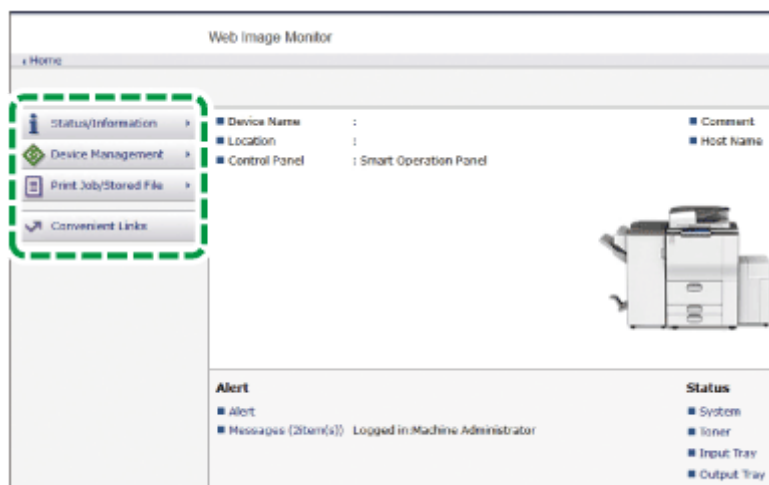 Web Image Monitor
Home
Status/Information
Device Management
Print Job/Stored File
Convenient Links
Device Name :
Location :
Control Panel : Smart Operation Panel
Comment
Host Name
Alert
Alert
Messages (2item(s)) Logged in:Machine Administrator
Status
System
Toner
Input Tray
Output Tray